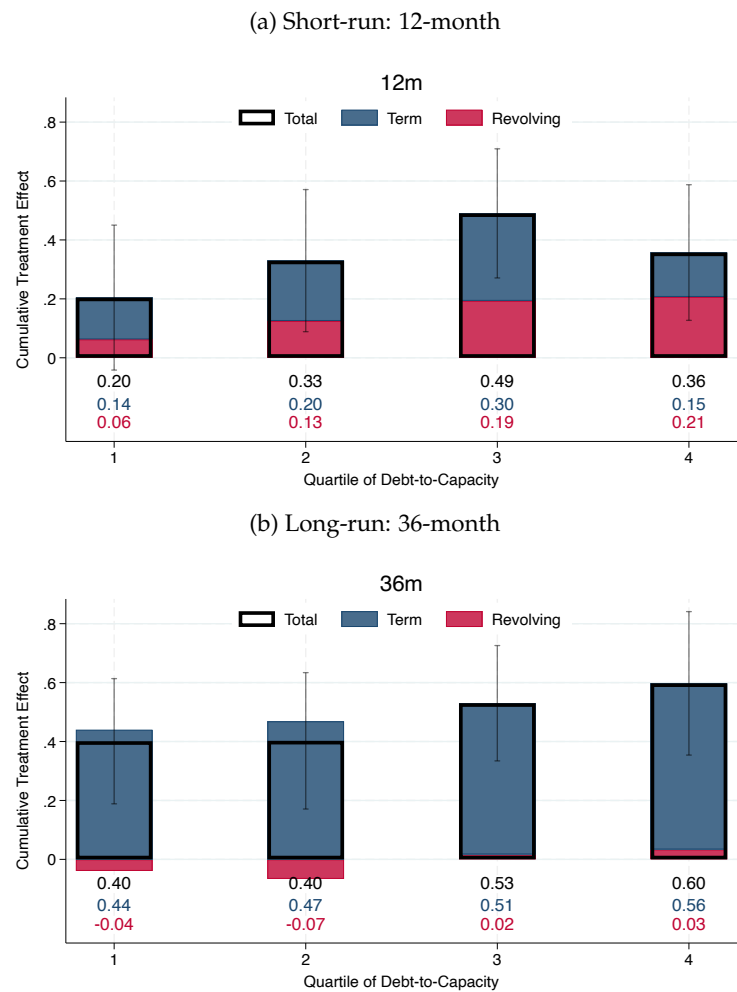 (a) Short-run: 12-month
12m
Total Term Revolving
.8
.6
.4
.2
0
Cumulative Treatment Effect
0.20 0.33 0.49 0.36
0.14 0.20 0.30 0.15
0.06 0.13 0.19 0.21
1 2 3 4
Quartile of Debt-to-Capacity
(b) Long-run: 36-month
36m
Total Term Revolving
.8
.6
.4
.2
0
Cumulative Treatment Effect
0.40 0.40 0.53 0.60
0.44 0.47 0.51 0.56
-0.04 -0.07 0.02 0.03
1 2 3 4
Quartile of Debt-to-Capacity